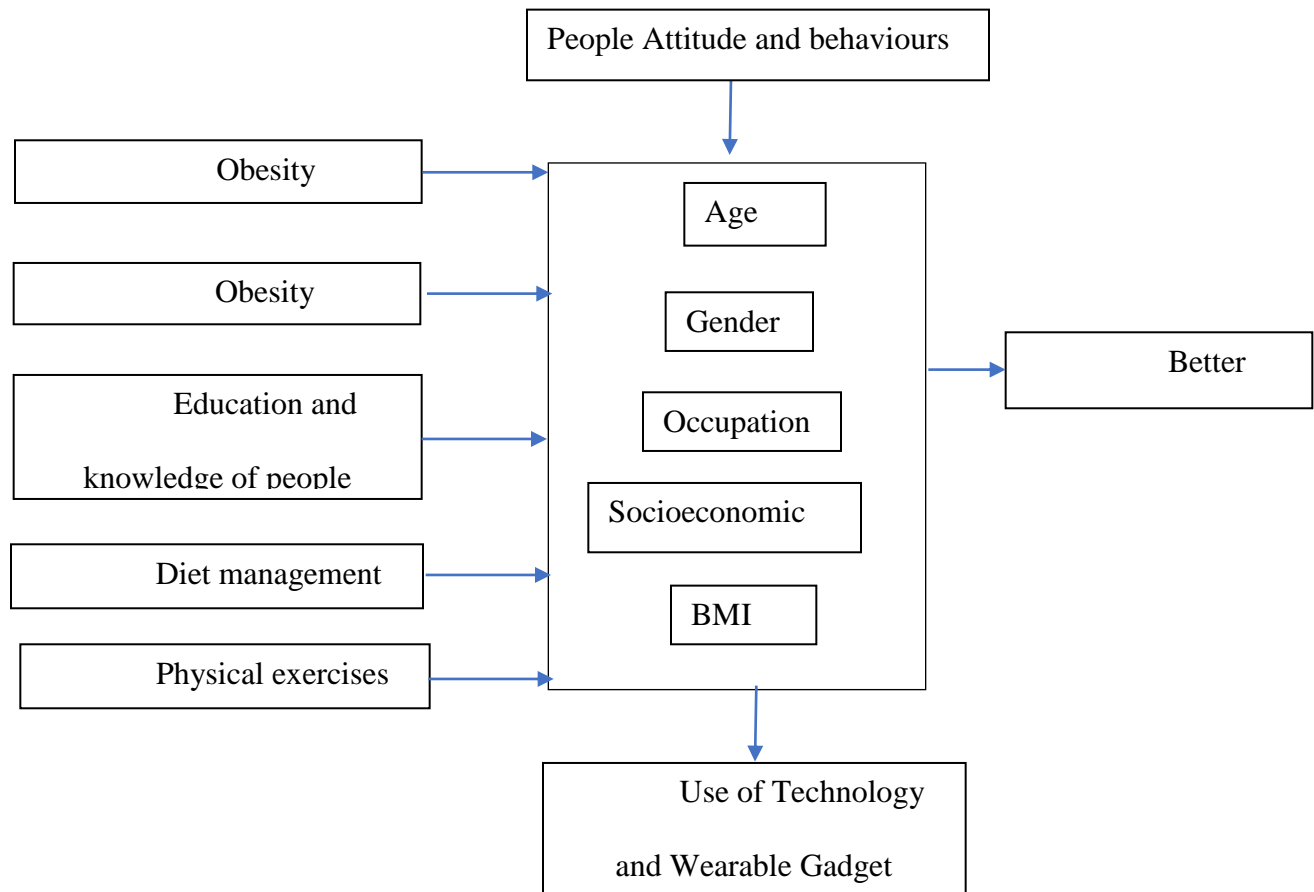 People Attitude and behaviours
Obesity
Obesity
Education and
knowledge of people
Diet management
Physical exercises
Age
Gender
Occupation
Socioeconomic
BMI
Better
Use of Technology
and Wearable Gadget